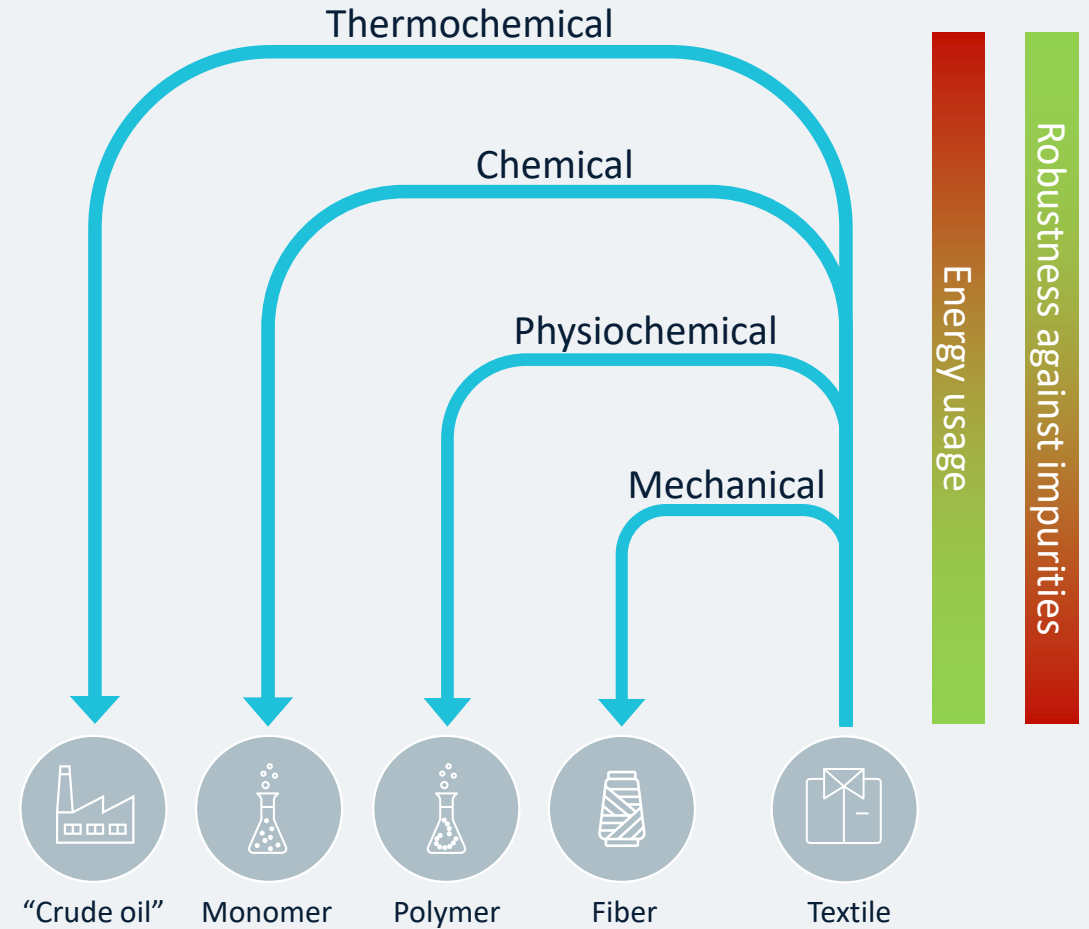 Thermochemical
Chemical
Physiochemical
Mechanical
Energy usage
Robustness against impurities
“Crude oil”
Monomer
Polymer
Fiber
Textile